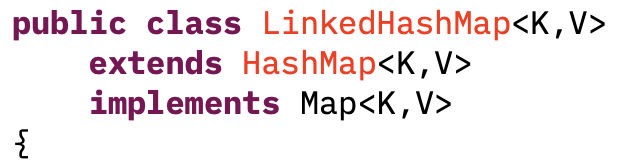 public class LinkedHashMap<K,V>
    extends HashMap<K,V>
    implements Map<K,V>
{